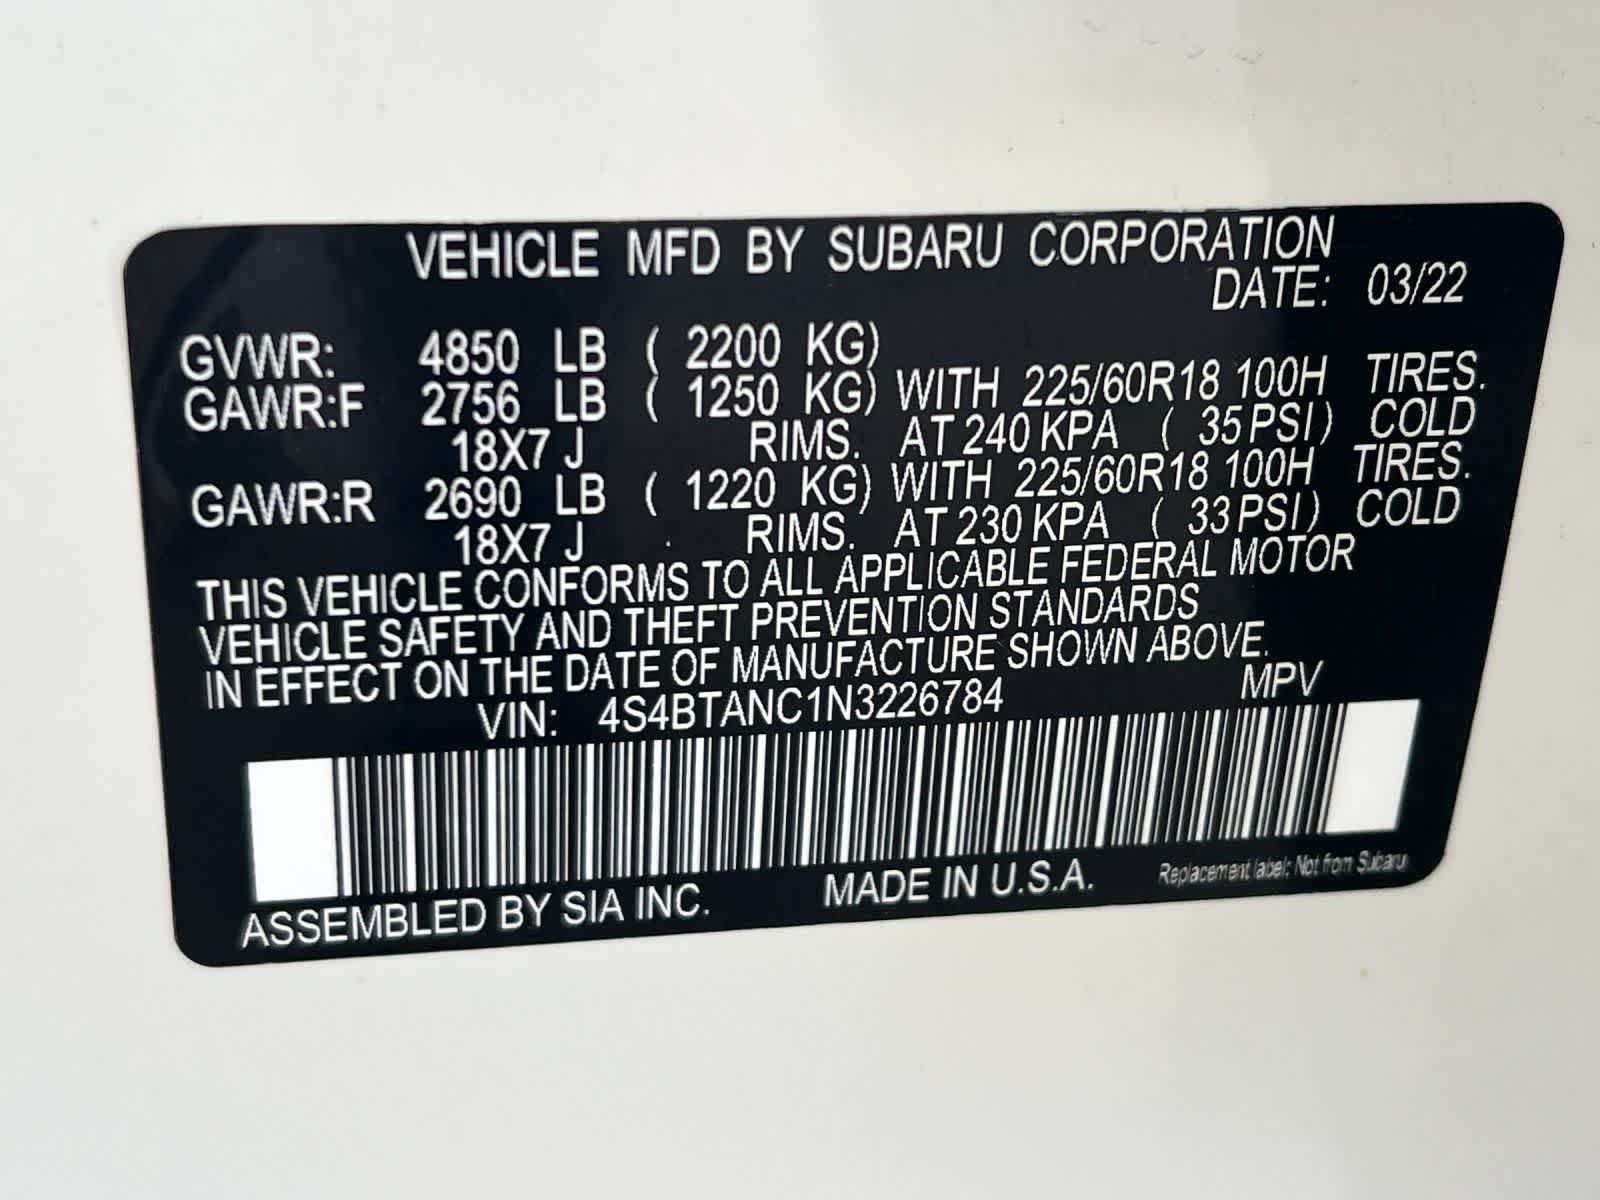 VEHICLE MFD BY SUBARU CORPORATION
DATE: 03/22
GVWR: 4850 LB ( 2200 KG)
GAWR:F 2756 LB ( 1250 KG) WITH 225/60R18 100H TIRES.
18X7 J RIMS. AT 240 KPA ( 35 PSI) COLD
GAWR:R 2690 LB ( 1220 KG) WITH 225/60R18 100H TIRES.
18X7 J RIMS. AT 230 KPA ( 33 PSI) COLD
THIS VEHICLE CONFORMS TO ALL APPLICABLE FEDERAL MOTOR
VEHICLE SAFETY AND THEFT PREVENTION STANDARDS
IN EFFECT ON THE DATE OF MANUFACTURE SHOWN ABOVE.
VIN: 4S4BTANC1N3226784 MPV
ASSEMBLED BY SIA INC. MADE IN U.S.A. Replacement label: Not from Subaru